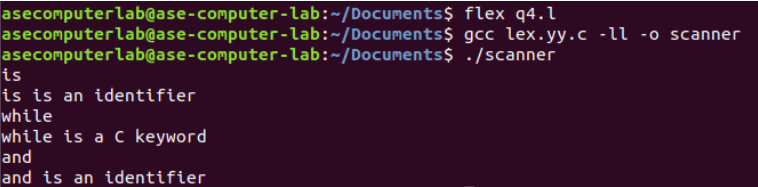 asecomputerlab@ase-computer-lab:~/Documents$ flex q4.l
asecomputerlab@ase-computer-lab:~/Documents$ gcc lex.yy.c -ll -o scanner
asecomputerlab@ase-computer-lab:~/Documents$ ./scanner
is
is is an identifier
while
while is a C keyword
and
and is an identifier